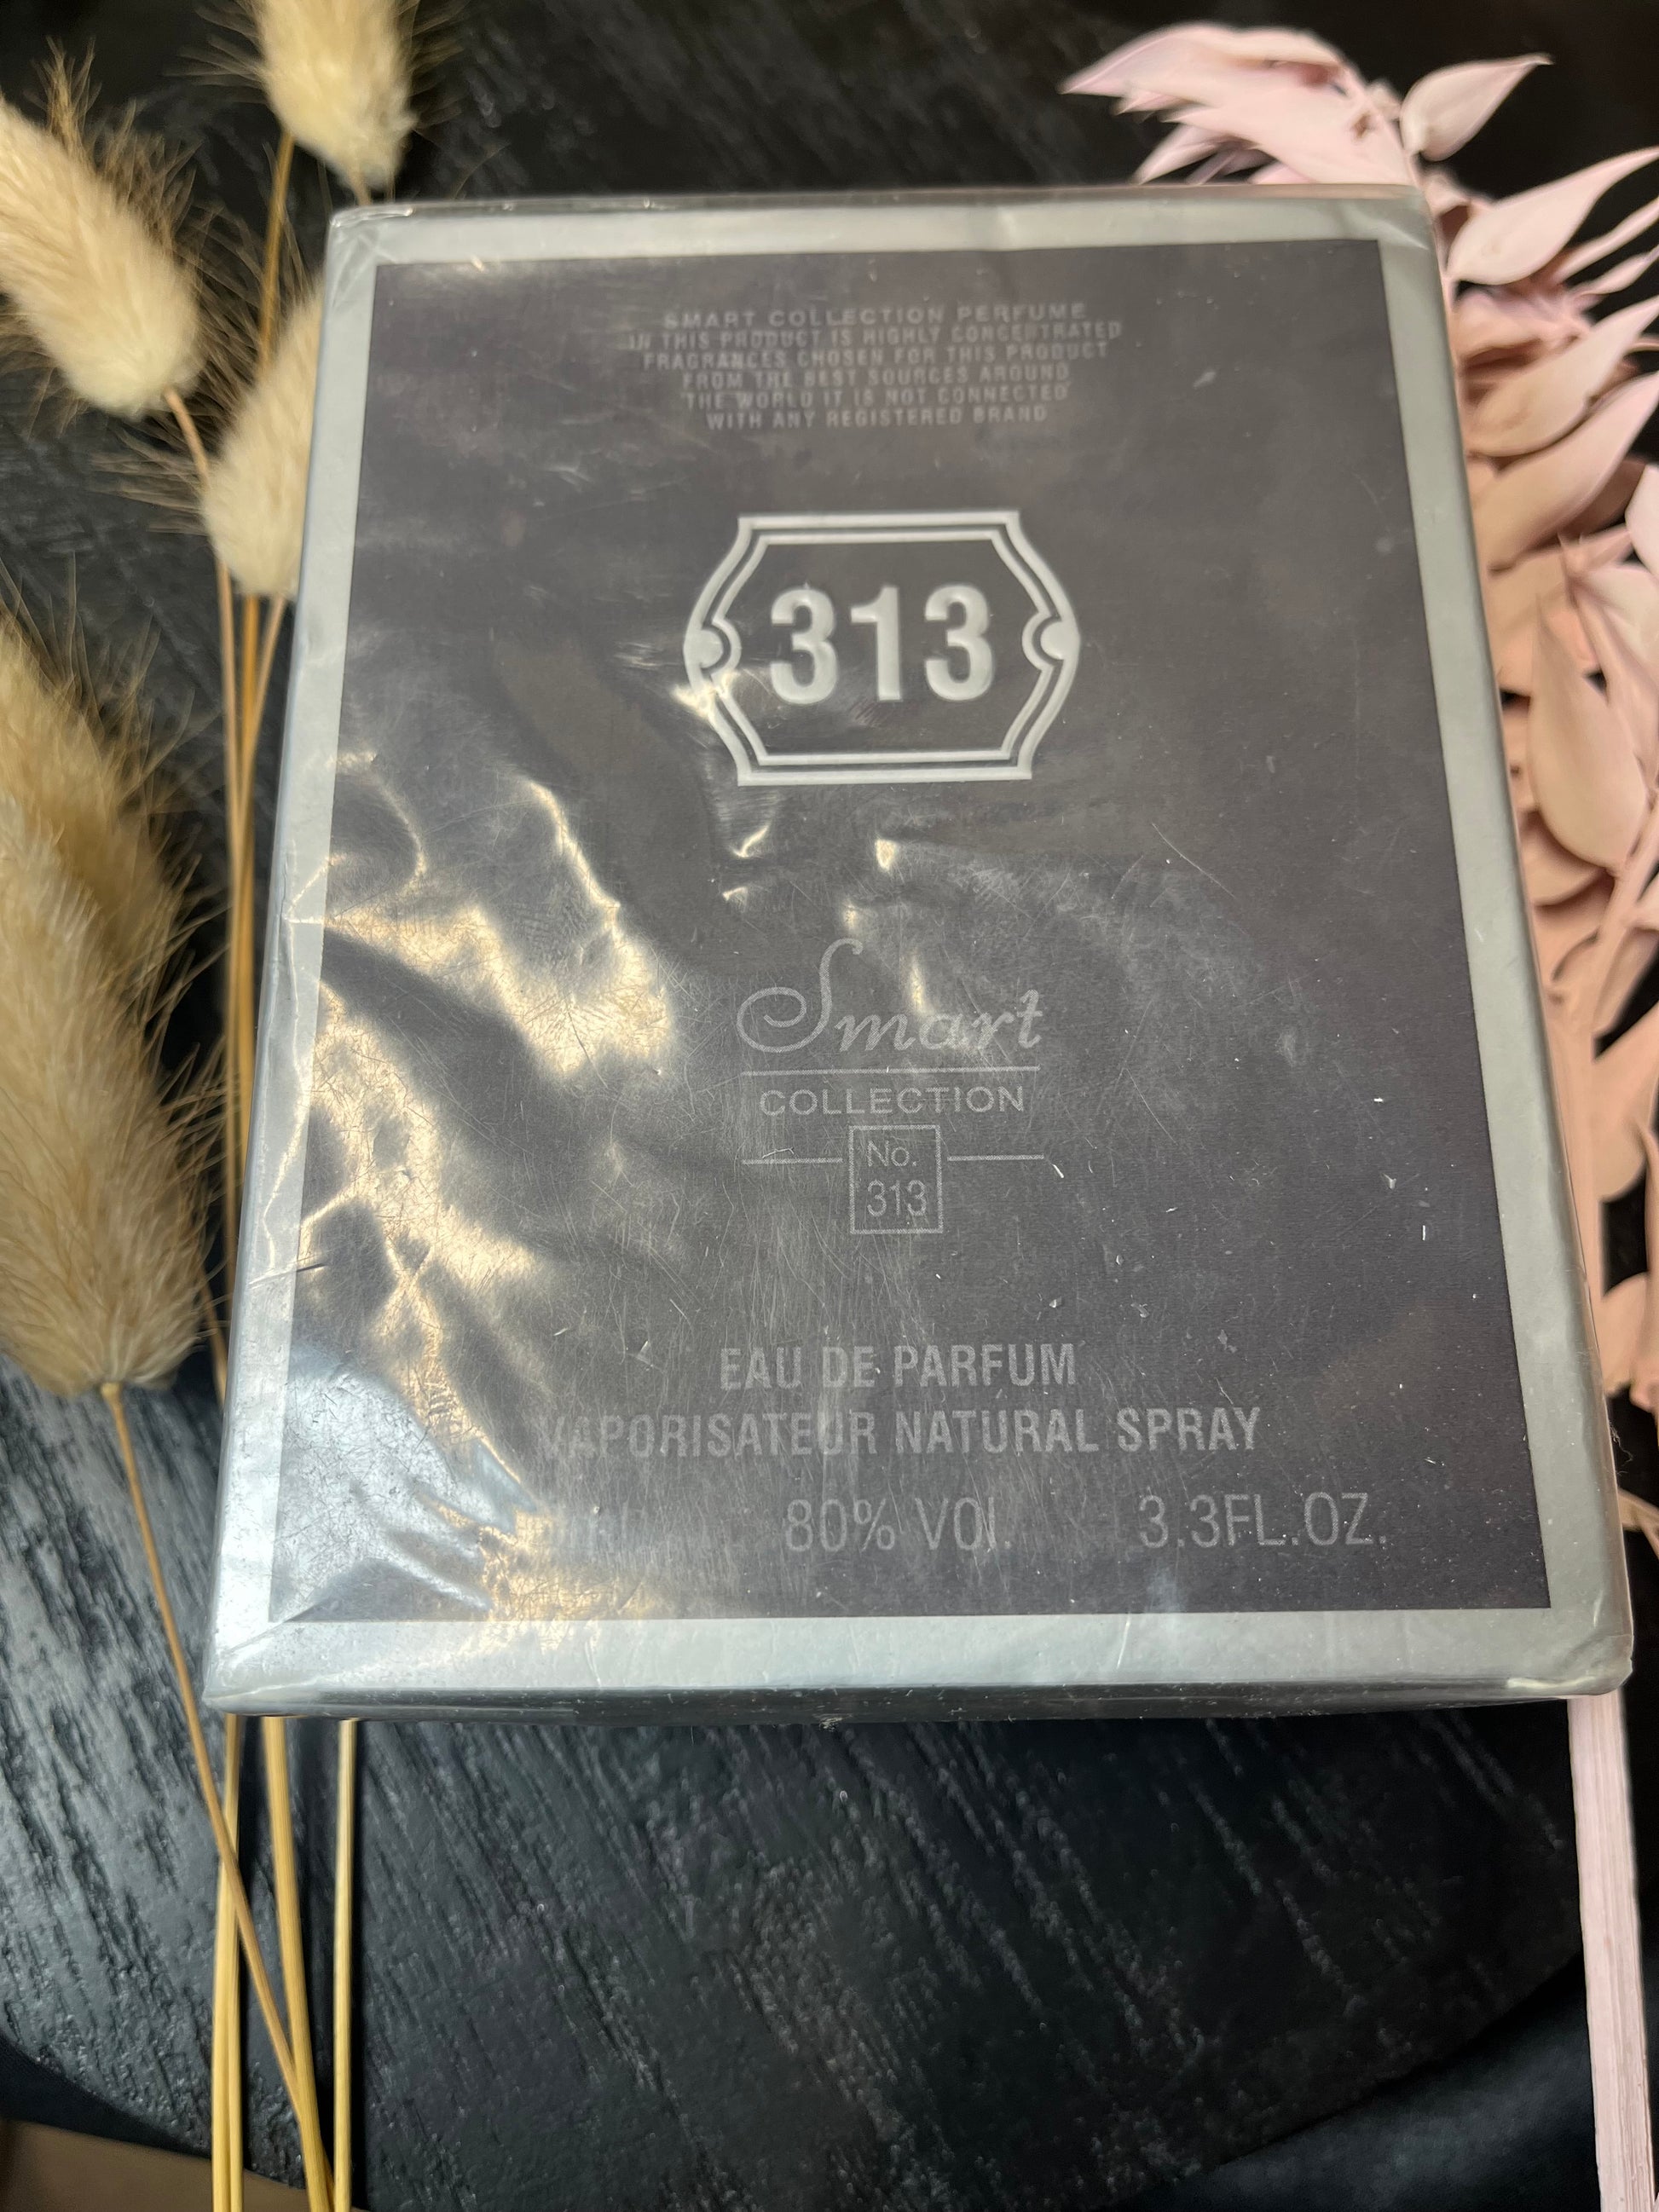 SMART COLLECTION PERFUME
IN THIS PRODUCT IS HIGHLY CONCENTRATED
FRAGRANCES CHOSEN FOR THIS PRODUCT
FROM THE BEST SOURCES AROUND
THE WORLD IT IS NOT CONNECTED
WITH ANY REGISTERED BRAND
313
Smart
COLLECTION
No.
313
EAU DE PARFUM
VAPORISATEUR NATURAL SPRAY
80% VOL. 3.3FL.OZ.